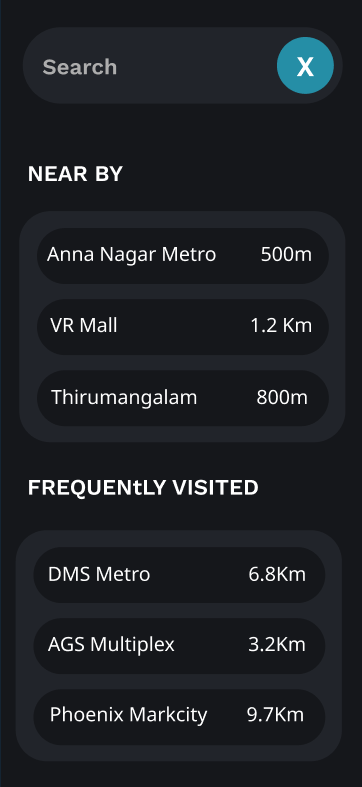 Search X
NEAR BY
Anna Nagar Metro 500m
VR Mall 1.2 Km
Thirumangalam 800m
FREQUENtLY VISITED
DMS Metro 6.8Km
AGS Multiplex 3.2Km
Phoenix Markcity 9.7Km